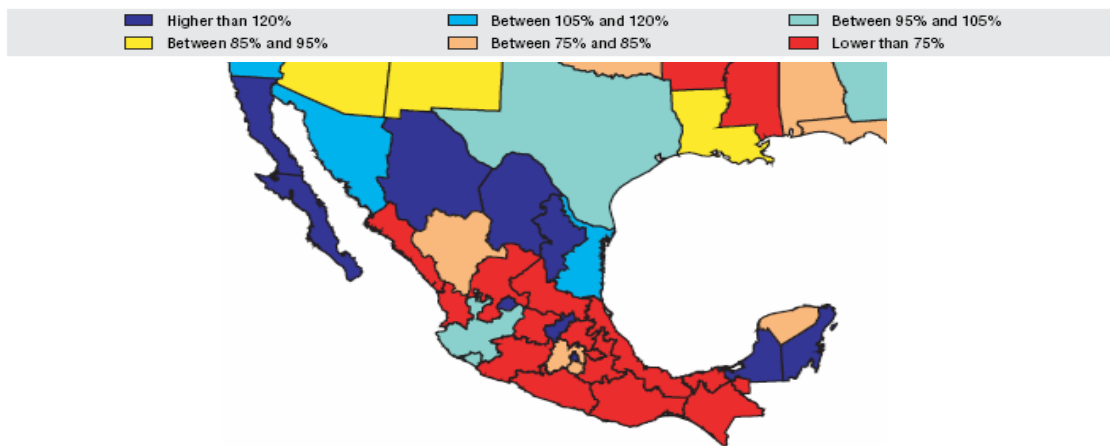 Higher than 120% Between 105% and 120% Between 95% and 105%
Between 85% and 95% Between 75% and 85% Lower than 75%